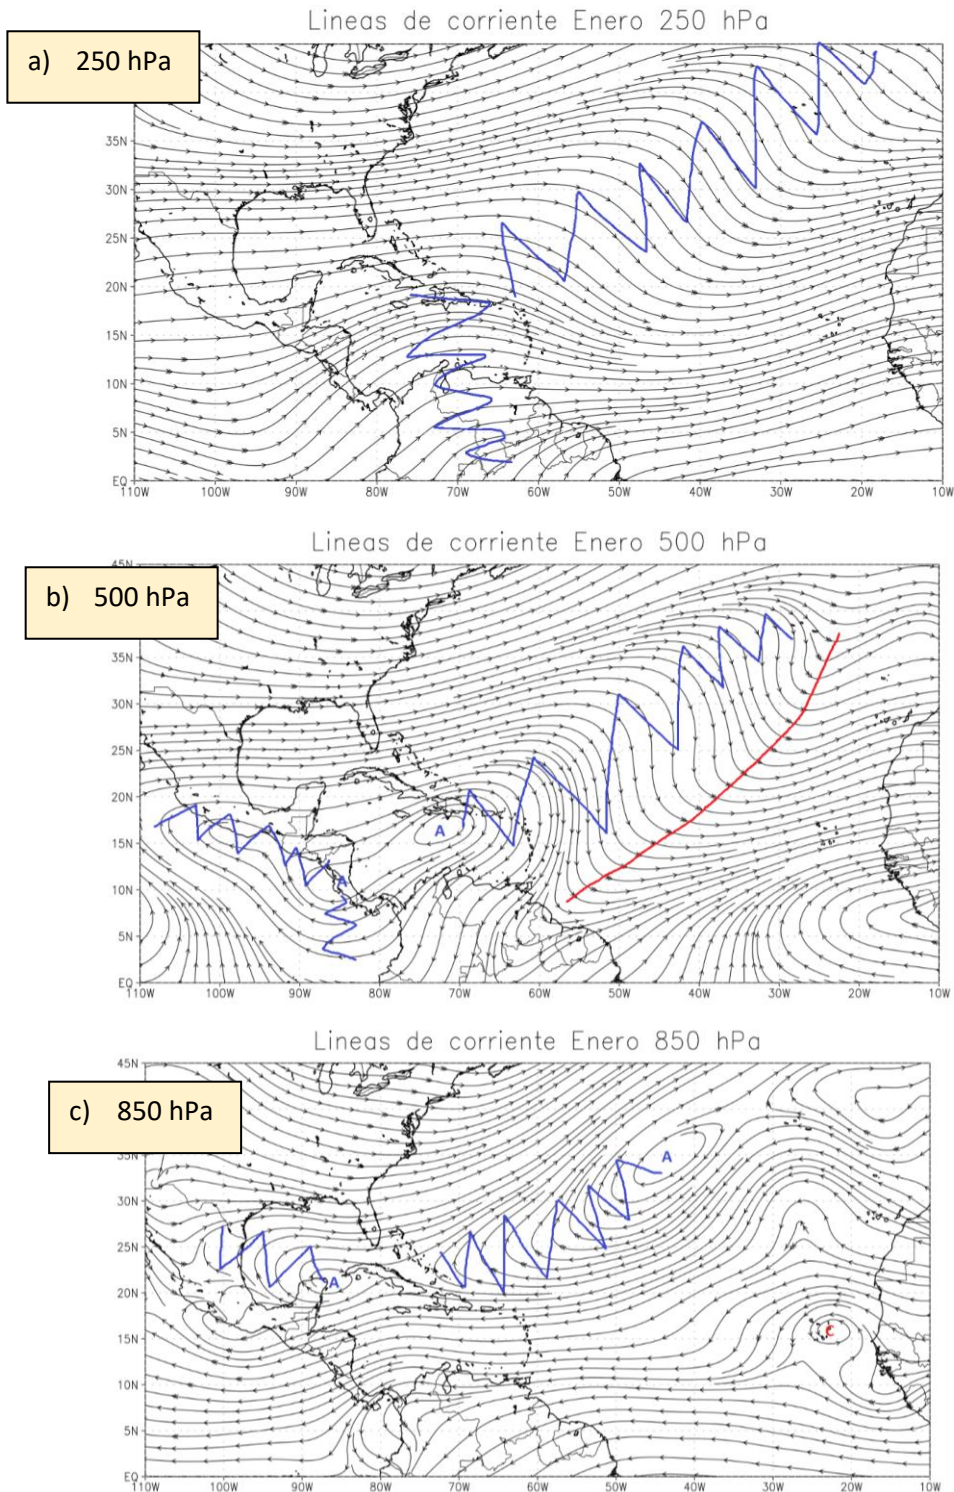 Lineas de corriente Enero 250 hPa
a) 250 hPa
35N
30N
25N
20N
15N
10N
5N
EQ
110W 100W 90W 80W 70W 60W 50W 40W 30W 20W 10W
Lineas de corriente Enero 500 hPa
45N
b) 500 hPa
35N
30N
25N
20N
A
15N
A
10N
5N
EQ
110W 100W 90W 80W 70W 60W 50W 40W 30W 20W 10W
Lineas de corriente Enero 850 hPa
45N
c) 850 hPa
35N
A
30N
25N
A
20N
15N
C
10N
5N
EQ
110W 100W 90W 80W 70W 60W 50W 40W 30W 20W 10W